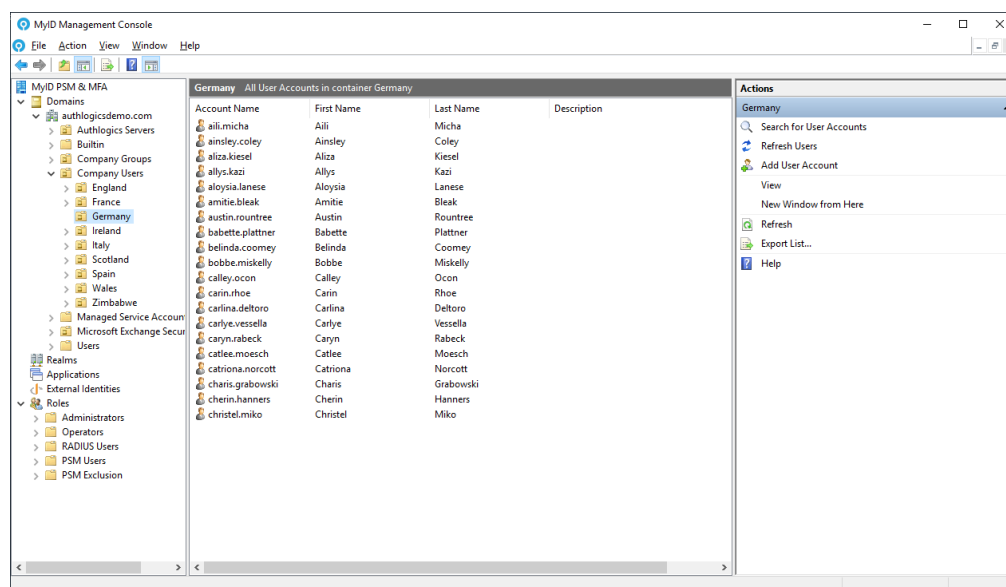 MyID Management Console
File Action View Window Help
MyID PSM & MFA
Domains
authlogicsdemo.com
Authlogics Servers
Builtin
Company Groups
Company Users
England
France
Germany
Ireland
Italy
Scotland
Spain
Wales
Zimbabwe
Managed Service Accoun
Microsoft Exchange Secur
Users
Realms
Applications
External Identities
Roles
Administrators
Operators
RADIUS Users
PSM Users
PSM Exclusion
Germany All User Accounts in container Germany
Account Name First Name Last Name Description
aili.micha Aili Micha
ainsley.coley Ainsley Coley
aliza.kiesel Aliza Kiesel
allys.kazi Allys Kazi
aloysia.lanese Aloysia Lanese
amitie.bleak Amitie Bleak
austin.rountree Austin Rountree
babette.plattner Babette Plattner
belinda.coomey Belinda Coomey
bobbe.miskelly Bobbe Miskelly
calley.ocon Calley Ocon
carin.rhoe Carin Rhoe
carlina.deltoro Carlina Deltoro
carlye.vessella Carlye Vessella
caryn.rabeck Caryn Rabeck
catlee.moesch Catlee Moesch
catriona.norcott Catriona Norcott
charis.grabowski Charis Grabowski
cherin.hanners Cherin Hanners
christel.miko Christel Miko
Actions
Germany
Search for User Accounts
Refresh Users
Add User Account
View
New Window from Here
Refresh
Export List...
Help